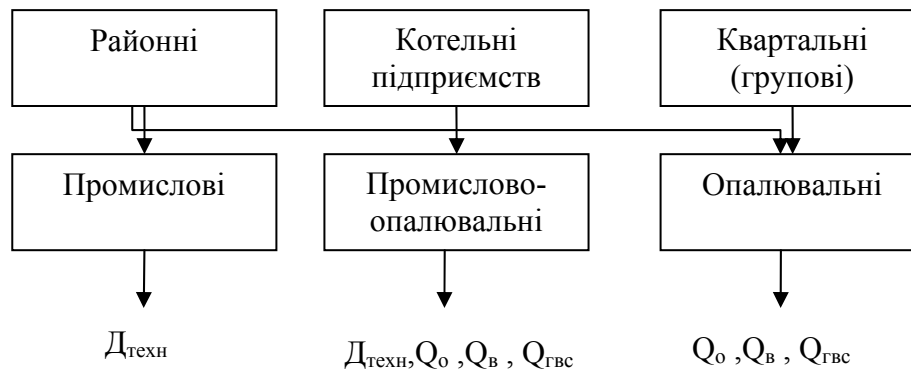 Районні
Котельні
підприємств
Квартальні
(групові)
Промислові
Промислово-
опалювальні
Опалювальні
Дтехн
Дтехн,Qо ,Qв , Qгвс
Qо ,Qв , Qгвс